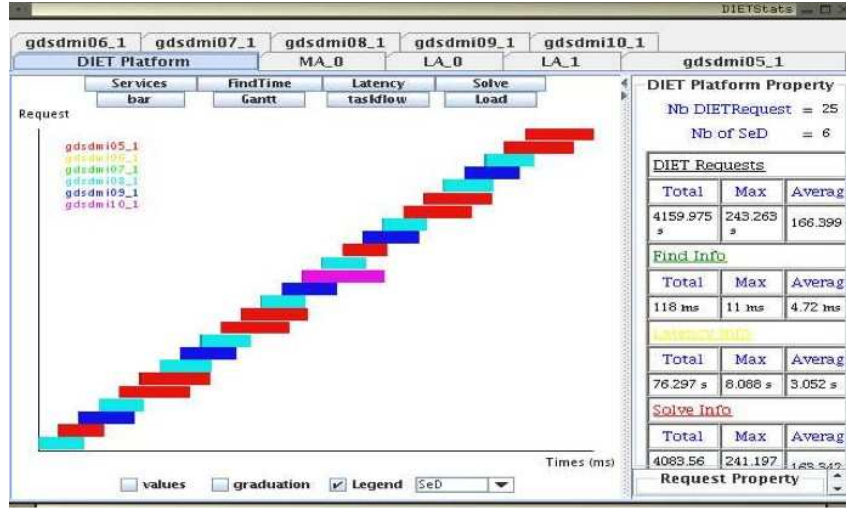 DIETStats
gdsdmi06_1 gdsdmi07_1 gdsdmi08_1 gdsdmi09_1 gdsdmi10_1
DIET Platform MA_0 LA_0 LA_1 gdsdmi05_1
Services FindTime Latency Solve
bar Gantt taskflow Load
Request
gdsdmi05_1
gdsdmi06_1
gdsdmi07_1
gdsdmi08_1
gdsdmi09_1
gdsdmi10_1
Times (ms)
values graduation Legend SeD
DIET Platform Property
Nb DIETRequest = 25
Nb of SeD = 6
DIET Requests
Total Max Averag
4159.975 s 243.263 s 166.399
Find Info
Total Max Averag
118 ms 11 ms 4.72 ms
Latency Info
Total Max Averag
76.297 s 8.088 s 3.052 s
Solve Info
Total Max Averag
4083.56 241.197 163.342
Request Property